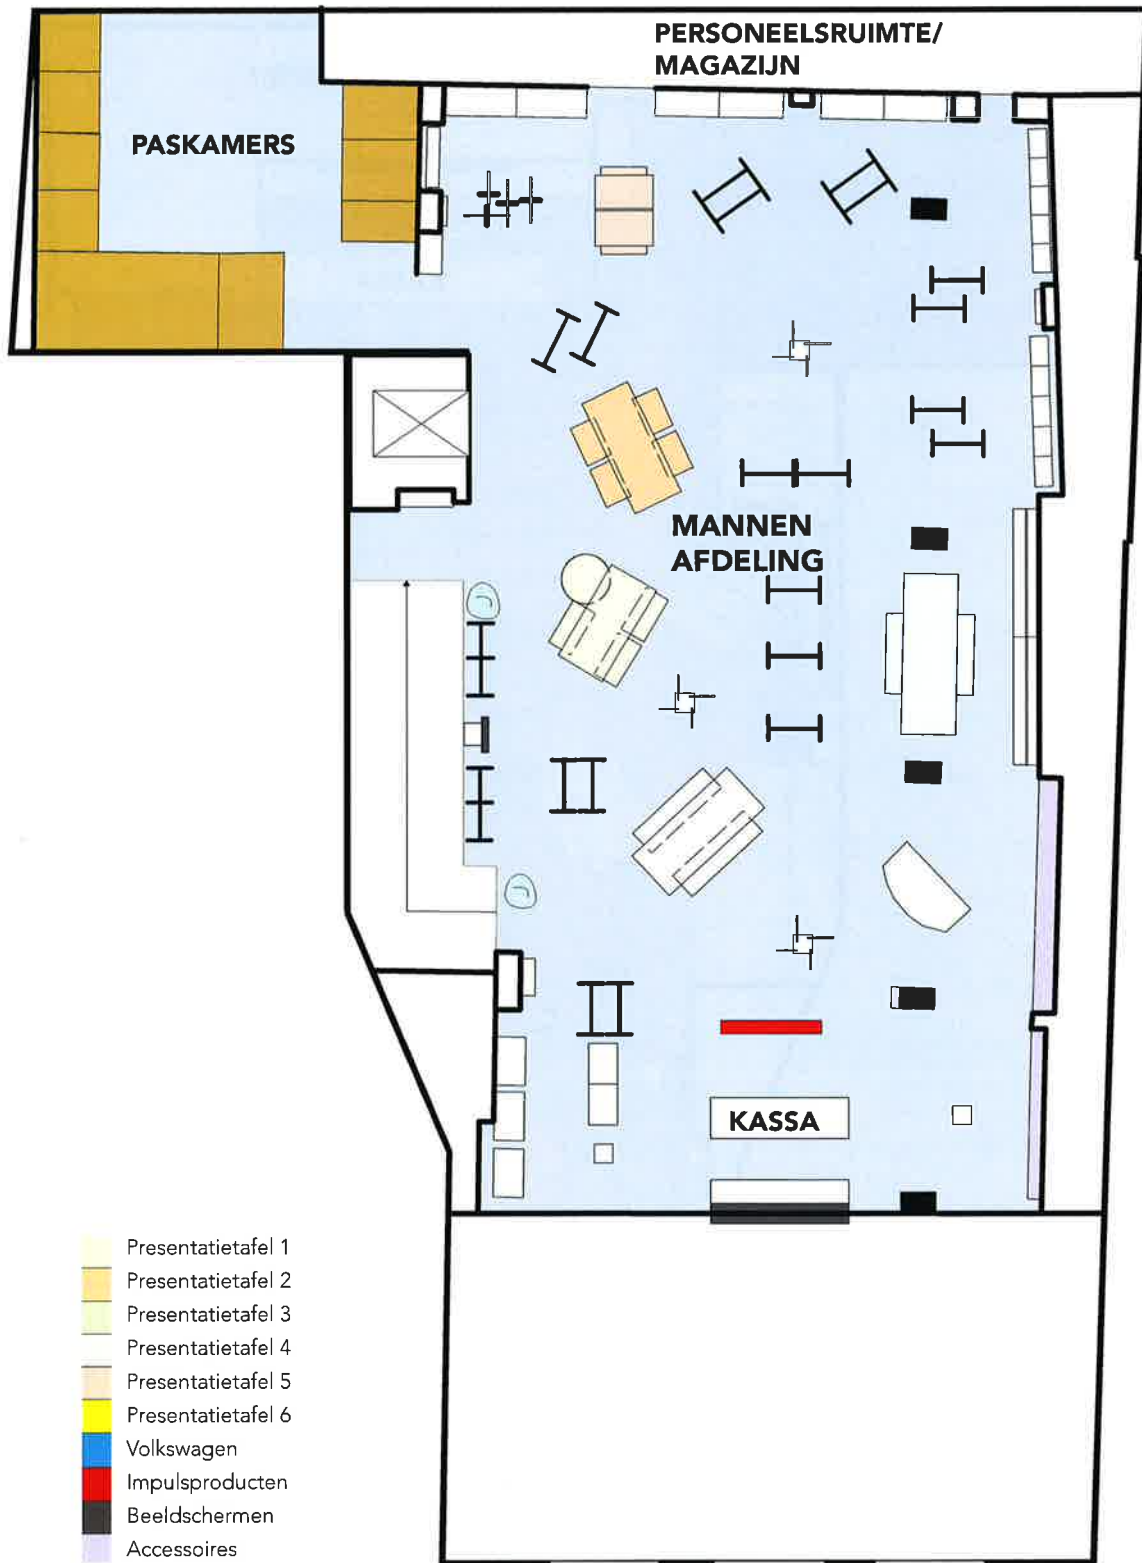 PERSONEELSRUIMTE/
MAGAZIJN
PASKAMERS
MANNEN
AFDELING
KASSA
Presentatietafel 1
Presentatietafel 2
Presentatietafel 3
Presentatietafel 4
Presentatietafel 5
Presentatietafel 6
Volkswagen
Impulsproducten
Beeldschermen
Accessoires